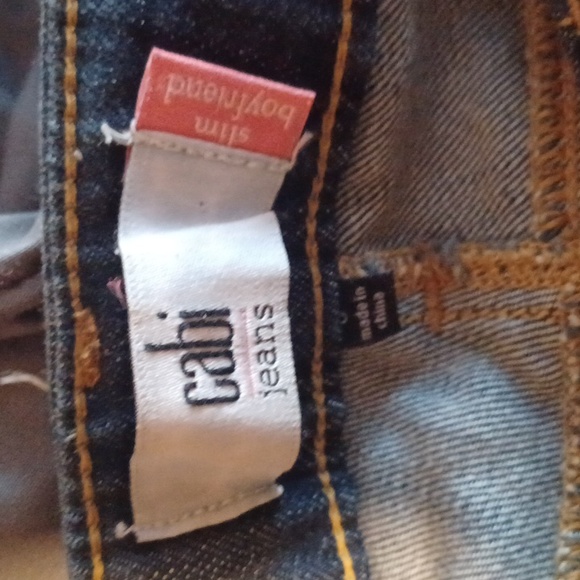 slim
boyfriend
cabi
jeans
made in
china